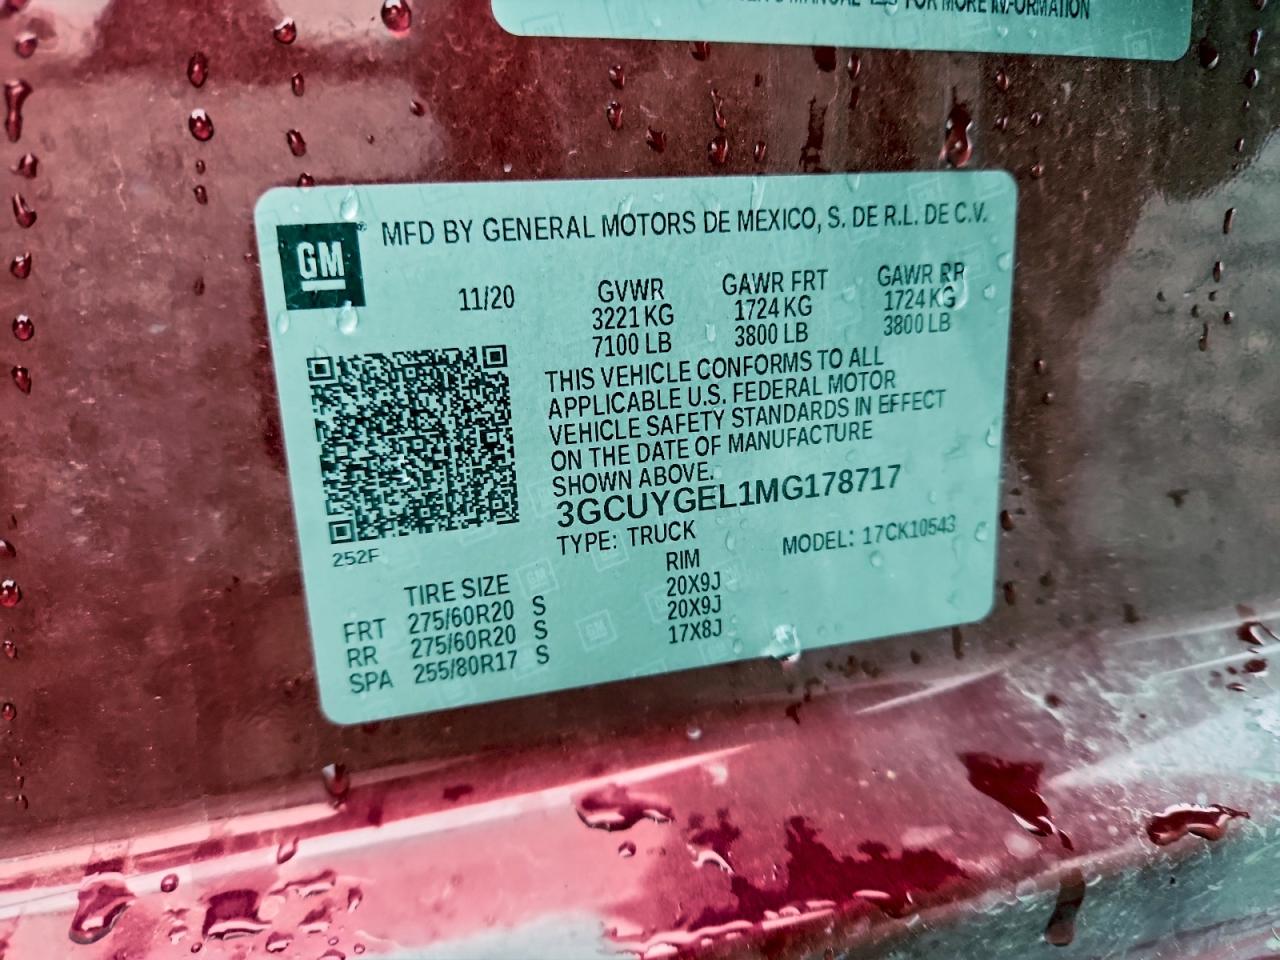 MANUAL FOR MORE INFORMATION
GM
MFD BY GENERAL MOTORS DE MEXICO, S. DE R.L. DE C.V.
11/20 GVWR GAWR FRT GAWR RR
3221 KG 1724 KG 1724 KG
7100 LB 3800 LB 3800 LB
THIS VEHICLE CONFORMS TO ALL
APPLICABLE U.S. FEDERAL MOTOR
VEHICLE SAFETY STANDARDS IN EFFECT
ON THE DATE OF MANUFACTURE
SHOWN ABOVE.
3GCUYGEL1MG178717
252F
TYPE: TRUCK MODEL: 17CK10543
TIRE SIZE RIM
FRT 275/60R20 S 20X9J
RR 275/60R20 S 20X9J
SPA 255/80R17 S 17X8J